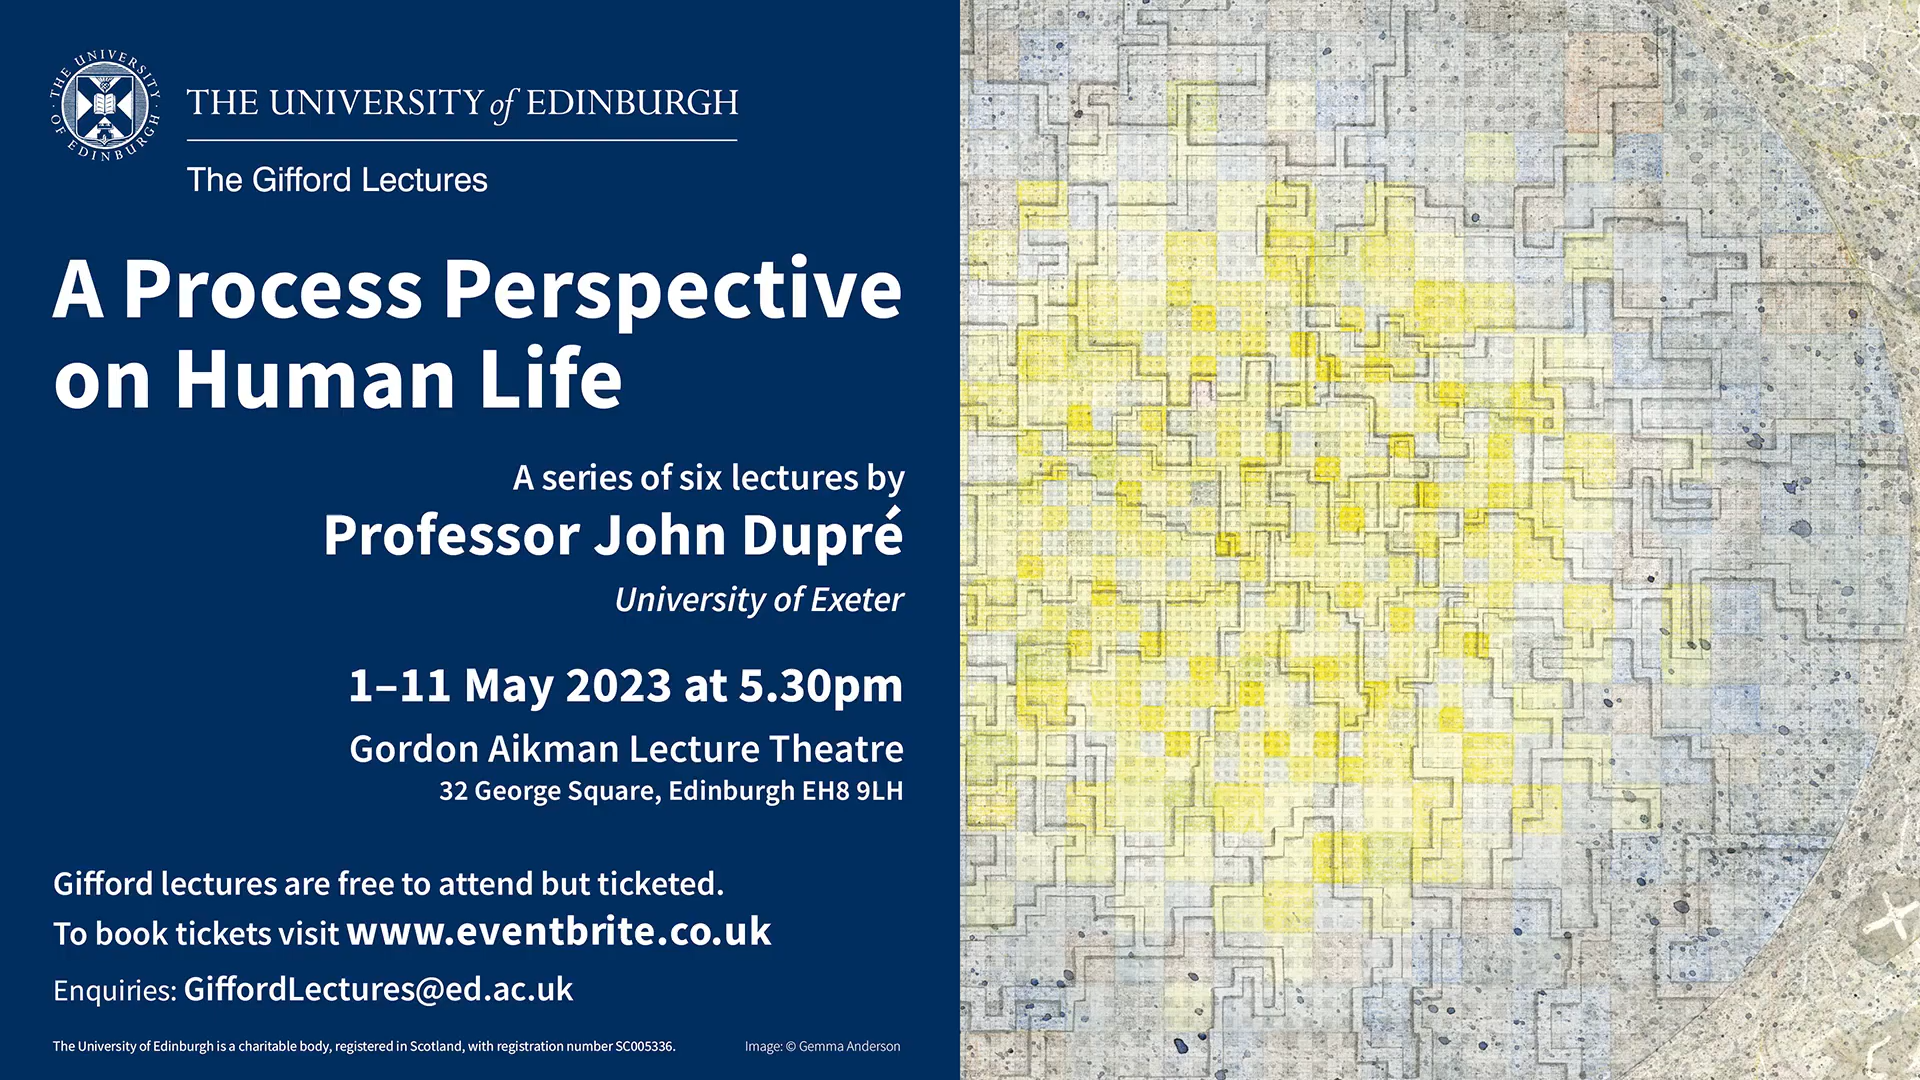 THE UNIVERSITY OF EDINBURGH
THE UNIVERSITY of EDINBURGH
The Gifford Lectures
A Process Perspective
on Human Life
A series of six lectures by
Professor John Dupré
University of Exeter
1–11 May 2023 at 5.30pm
Gordon Aikman Lecture Theatre
32 George Square, Edinburgh EH8 9LH
Gifford lectures are free to attend but ticketed.
To book tickets visit www.eventbrite.co.uk
Enquiries: GiffordLectures@ed.ac.uk
The University of Edinburgh is a charitable body, registered in Scotland, with registration number SC005336.
Image: © Gemma Anderson